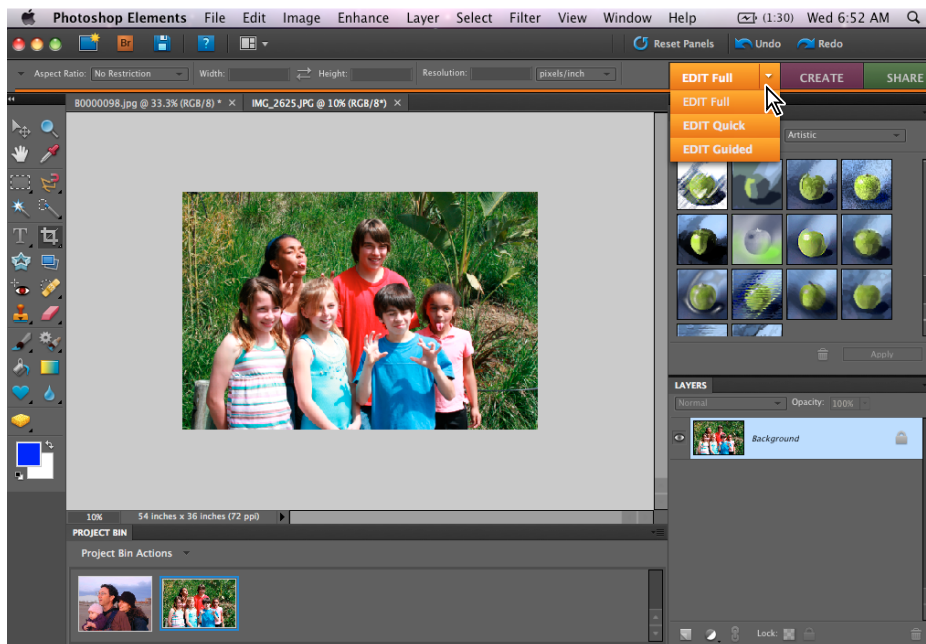 Photoshop Elements File Edit Image Enhance Layer Select Filter View Window Help (1:30) Wed 6:52 AM
Br ? Reset Panels Undo Redo
Aspect Ratio: No Restriction Width: Height: Resolution: pixels/inch EDIT Full CREATE SHARE
80000098.jpg @ 33.3% (RGB/8) * × IMG_2625.JPG @ 10% (RGB/8*) × EDIT Full
EDIT Quick
Artistic
EDIT Guided
T
Apply
LAYERS
Normal Opacity: 100%
Background
10% 54 inches x 36 inches (72 ppi)
PROJECT BIN
Project Bin Actions
Lock: